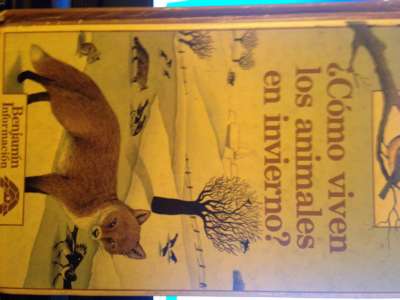 ¿Cómo viven
los animales
en invierno?
Benjamín
Información